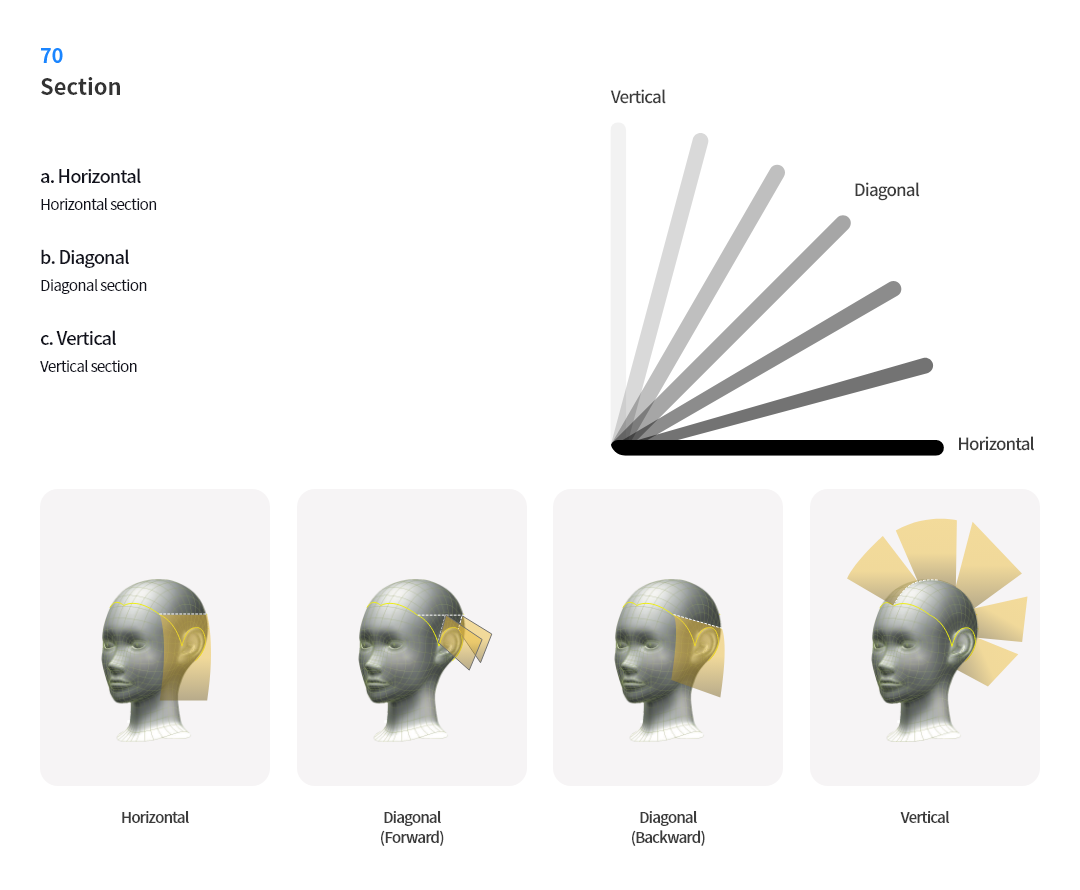 70
Section
a. Horizontal
Horizontal section
b. Diagonal
Diagonal section
c. Vertical
Vertical section
Vertical
Diagonal
Horizontal
Horizontal
Diagonal
(Forward)
Diagonal
(Backward)
Vertical